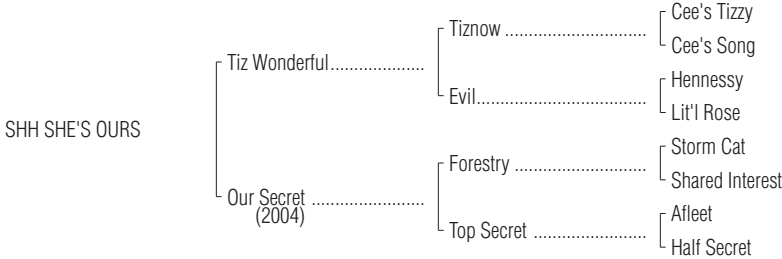 SHH SHE'S OURS
Tiz Wonderful....................
Our Secret ........................
(2004)
Tiznow ..............................
Evil....................................
Forestry ............................
Top Secret ........................
Cee's Tizzy
Cee's Song
Hennessy
Lit'l Rose
Storm Cat
Shared Interest
Afleet
Half Secret